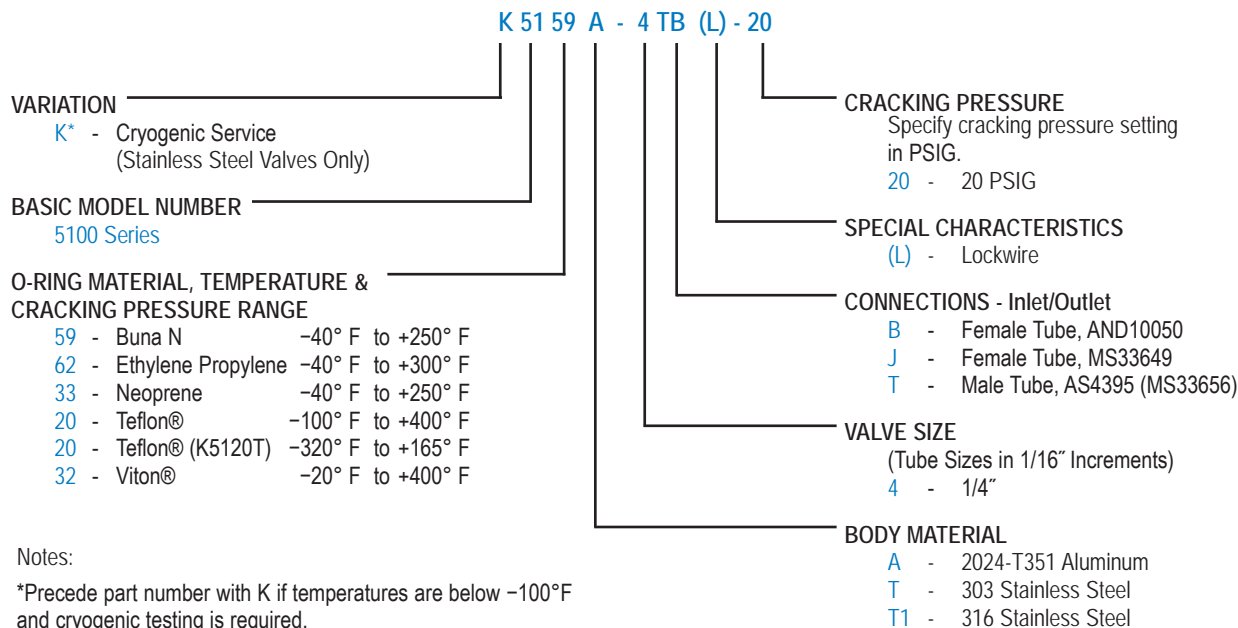 K 51 59 A - 4 TB (L) - 20
VARIATION
K* - Cryogenic Service
(Stainless Steel Valves Only)
BASIC MODEL NUMBER
5100 Series
O-RING MATERIAL, TEMPERATURE &
CRACKING PRESSURE RANGE
59 - Buna N −40° F to +250° F
62 - Ethylene Propylene −40° F to +300° F
33 - Neoprene −40° F to +250° F
20 - Teflon® −100° F to +400° F
20 - Teflon® (K5120T) −320° F to +165° F
32 - Viton® −20° F to +400° F
Notes:
*Precede part number with K if temperatures are below −100°F
and cryogenic testing is required.
CRACKING PRESSURE
Specify cracking pressure setting
in PSIG.
20 - 20 PSIG
SPECIAL CHARACTERISTICS
(L) - Lockwire
CONNECTIONS - Inlet/Outlet
B - Female Tube, AND10050
J - Female Tube, MS33649
T - Male Tube, AS4395 (MS33656)
VALVE SIZE
(Tube Sizes in 1/16˝ Increments)
4 - 1/4˝
BODY MATERIAL
A - 2024-T351 Aluminum
T - 303 Stainless Steel
T1 - 316 Stainless Steel